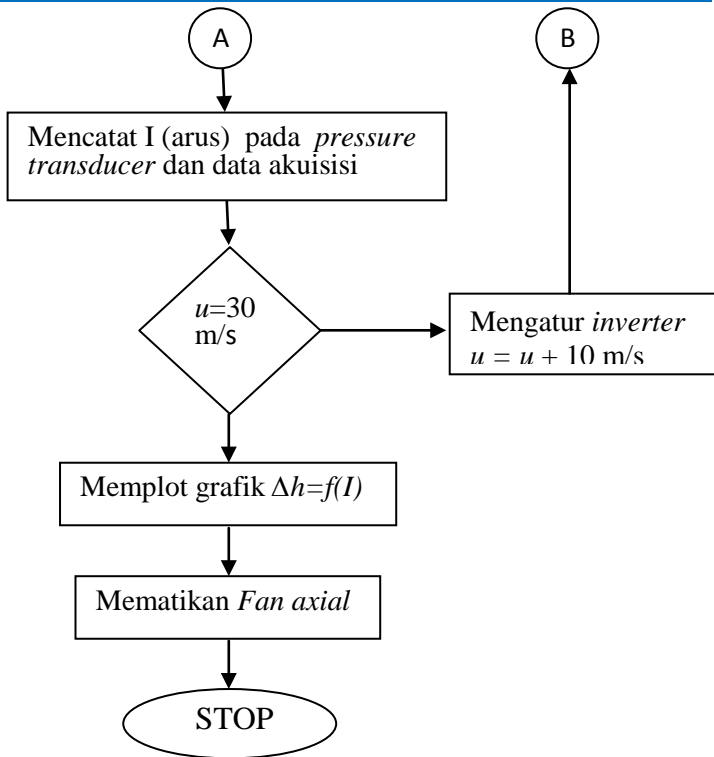 A
B
Mencatat I (arus) pada pressure
transducer dan data akuisisi
u=30
m/s
Mengatur inverter
u = u + 10 m/s
Memplot grafik Δh=f(I)
Mematikan Fan axial
STOP